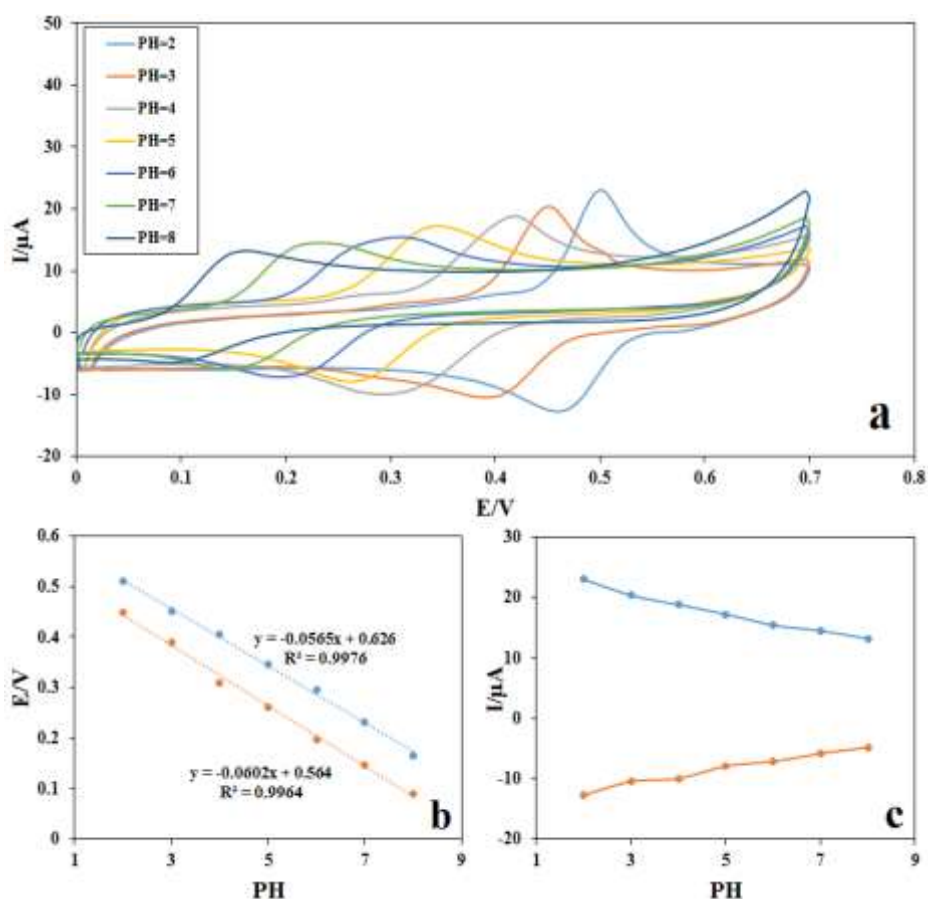 50
40
30
20
10
0
-10
-20
I/µA
PH=2
PH=3
PH=4
PH=5
PH=6
PH=7
PH=8
a
0 0.1 0.2 0.3 0.4 0.5 0.6 0.7 0.8
E/V
0.6
0.5
0.4
0.3
0.2
0.1
0
E/V
y = -0.0565x + 0.626
R² = 0.9976
y = -0.0602x + 0.564
R² = 0.9964
b
1 3 5 7 9
PH
30
20
10
0
-10
-20
I/µA
c
1 3 5 7 9
PH